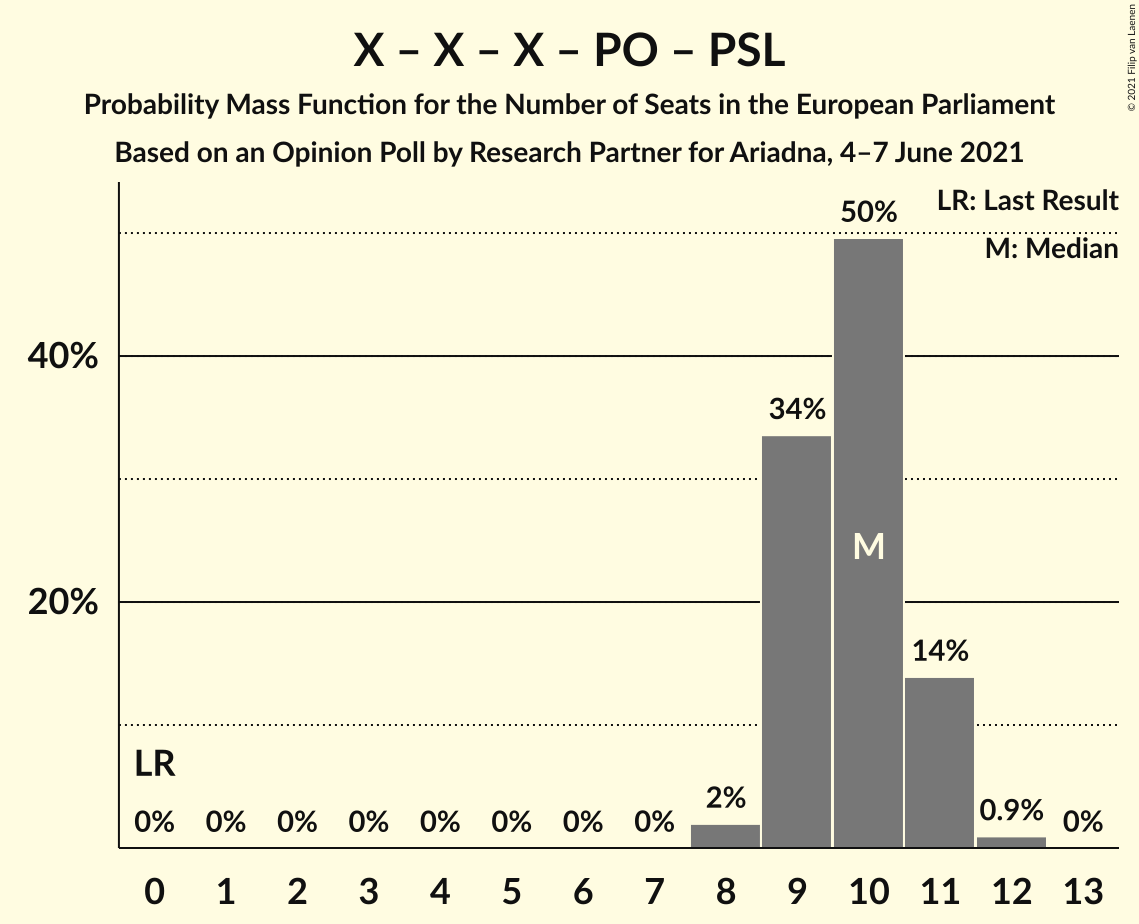 X – X – X – PO – PSL
Probability Mass Function for the Number of Seats in the European Parliament
Based on an Opinion Poll by Research Partner for Ariadna, 4–7 June 2021
© 2021 Filip van Laenen
LR: Last Result
M: Median
50%
40%
34%
M
20%
14%
LR
0% 0% 0% 0% 0% 0% 0% 0% 2% 0.9% 0%
0 1 2 3 4 5 6 7 8 9 10 11 12 13